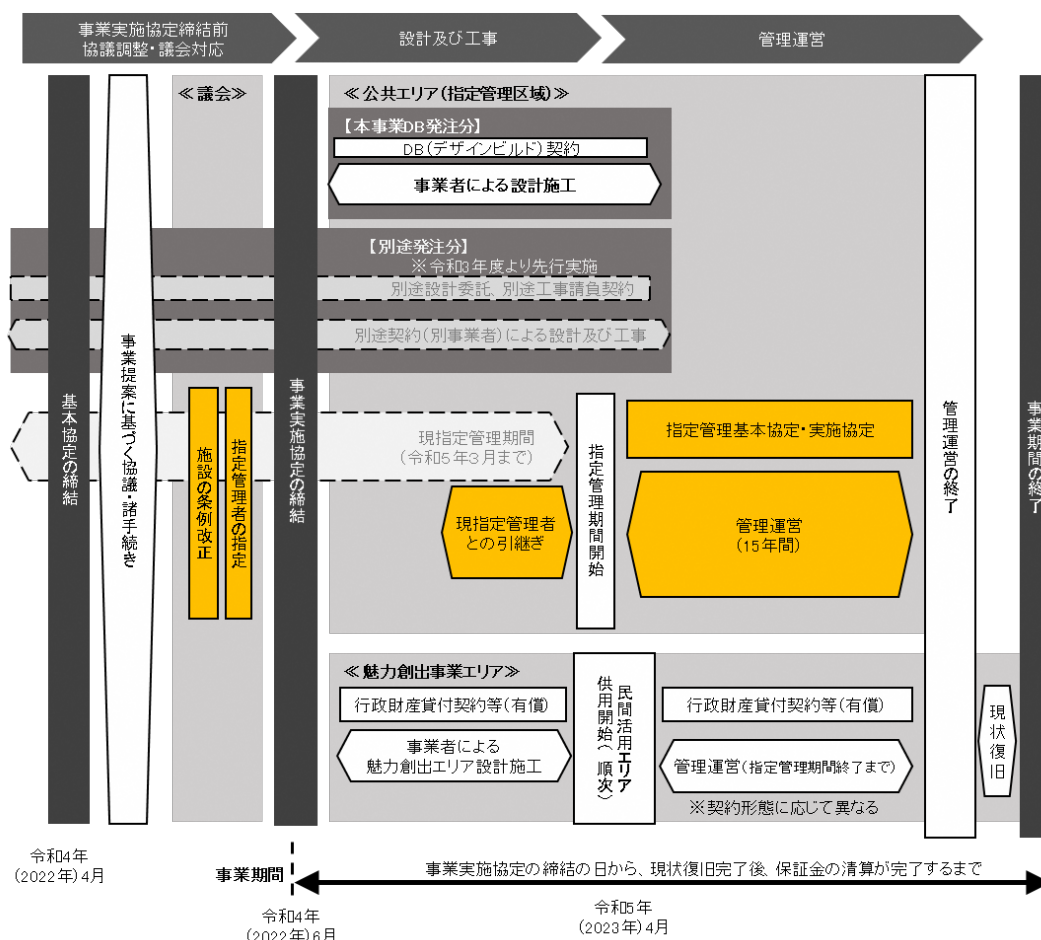 事業実施協定締結前
協議調整・議会対応
設計及び工事
管理運営
≪議会≫
≪公共エリア(指定管理区域)≫
【本事業DB発注分】
DB(デザインビルド)契約
事業者による設計施工
【別途発注分】
※令和3年度より先行実施
別途設計委託、別途工事請負契約
別途契約(別事業者)による設計及び工事
基本協定の締結
事業提案に基づく協議・諸手続き
施設の条例改正
指定管理者の指定
事業実施協定の締結
現指定管理期間
(令和5年3月まで)
現指定管理者
との引継ぎ
指定管理期間開始
指定管理基本協定・実施協定
管理運営
(15年間)
管理運営の終了
事業期間の終了
≪魅力創出事業エリア≫
行政財産貸付契約等(有償)
事業者による
魅力創出エリア設計施工
民間活用エリア
供用開始(順次)
行政財産貸付契約等(有償)
管理運営(指定管理期間終了まで)
※契約形態に応じて異なる
現状復旧
令和4年
(2022年)4月
事業期間
事業実施協定の締結の日から、現状復旧完了後、保証金の清算が完了するまで
令和4年
(2022年)6月
令和5年
(2023年)4月